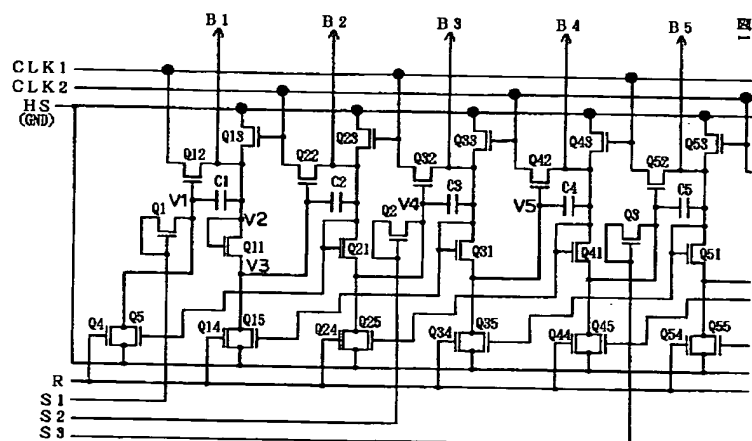 B1 B2 B3 B4 B5
CLK1
CLK2
HS
(GND)
Q13 Q23 Q33 Q43 Q53
Q12 Q22 Q32 Q42 Q52
C1 C2 C3 C4 C5
V1 V4 V5
Q1 Q2 Q3
V2
Q11 Q21 Q31 Q41 Q51
V3
Q4 Q5 Q14 Q15 Q24 Q25 Q34 Q35 Q44 Q45 Q54 Q55
R
S1
S2
S3